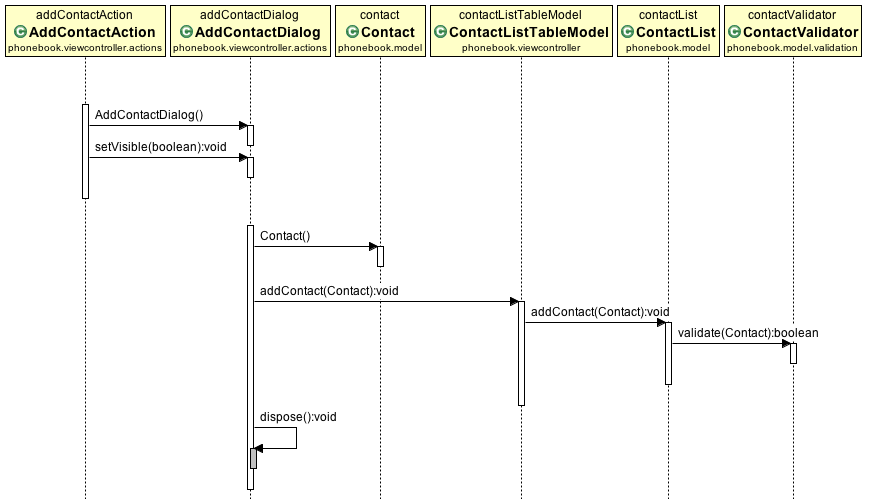 addContactAction
C AddContactAction
phonebook.viewcontroller.actions
addContactDialog
C AddContactDialog
phonebook.viewcontroller.actions
contact
C Contact
phonebook.model
contactListTableModel
C ContactListTableModel
phonebook.viewcontroller
contactList
C ContactList
phonebook.model
contactValidator
C ContactValidator
phonebook.model.validation
AddContactDialog()
setVisible(boolean):void
Contact()
addContact(Contact):void
addContact(Contact):void
validate(Contact):boolean
dispose():void